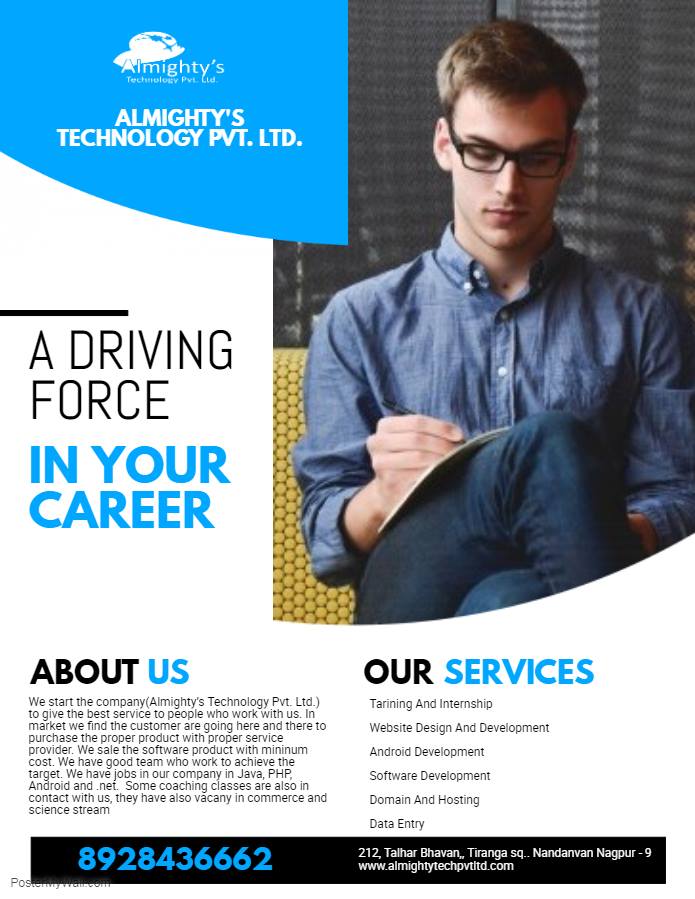 Almighty's
Technology Pvt. Ltd.
ALMIGHTY'S
TECHNOLOGY PVT. LTD.
A DRIVING
FORCE
IN YOUR
CAREER
ABOUT US
We start the company(Almighty's Technology Pvt. Ltd.)
to give the best service to people who work with us. In
market we find the customer are going here and there to
purchase the proper product with proper service
provider. We sale the software product with mininum
cost. We have good team who work to achieve the
target. We have jobs in our company in Java, PHP,
Android and .net.  Some coaching classes are also in
contact with us, they have also vacany in commerce and
science stream
OUR SERVICES
Tarining And Internship
Website Design And Development
Android Development
Software Development
Domain And Hosting
Data Entry
8928436662
212, Talhar Bhavan,, Tiranga sq.. Nandanvan Nagpur - 9
www.almightytechpvtltd.com
PosterMyWall.com